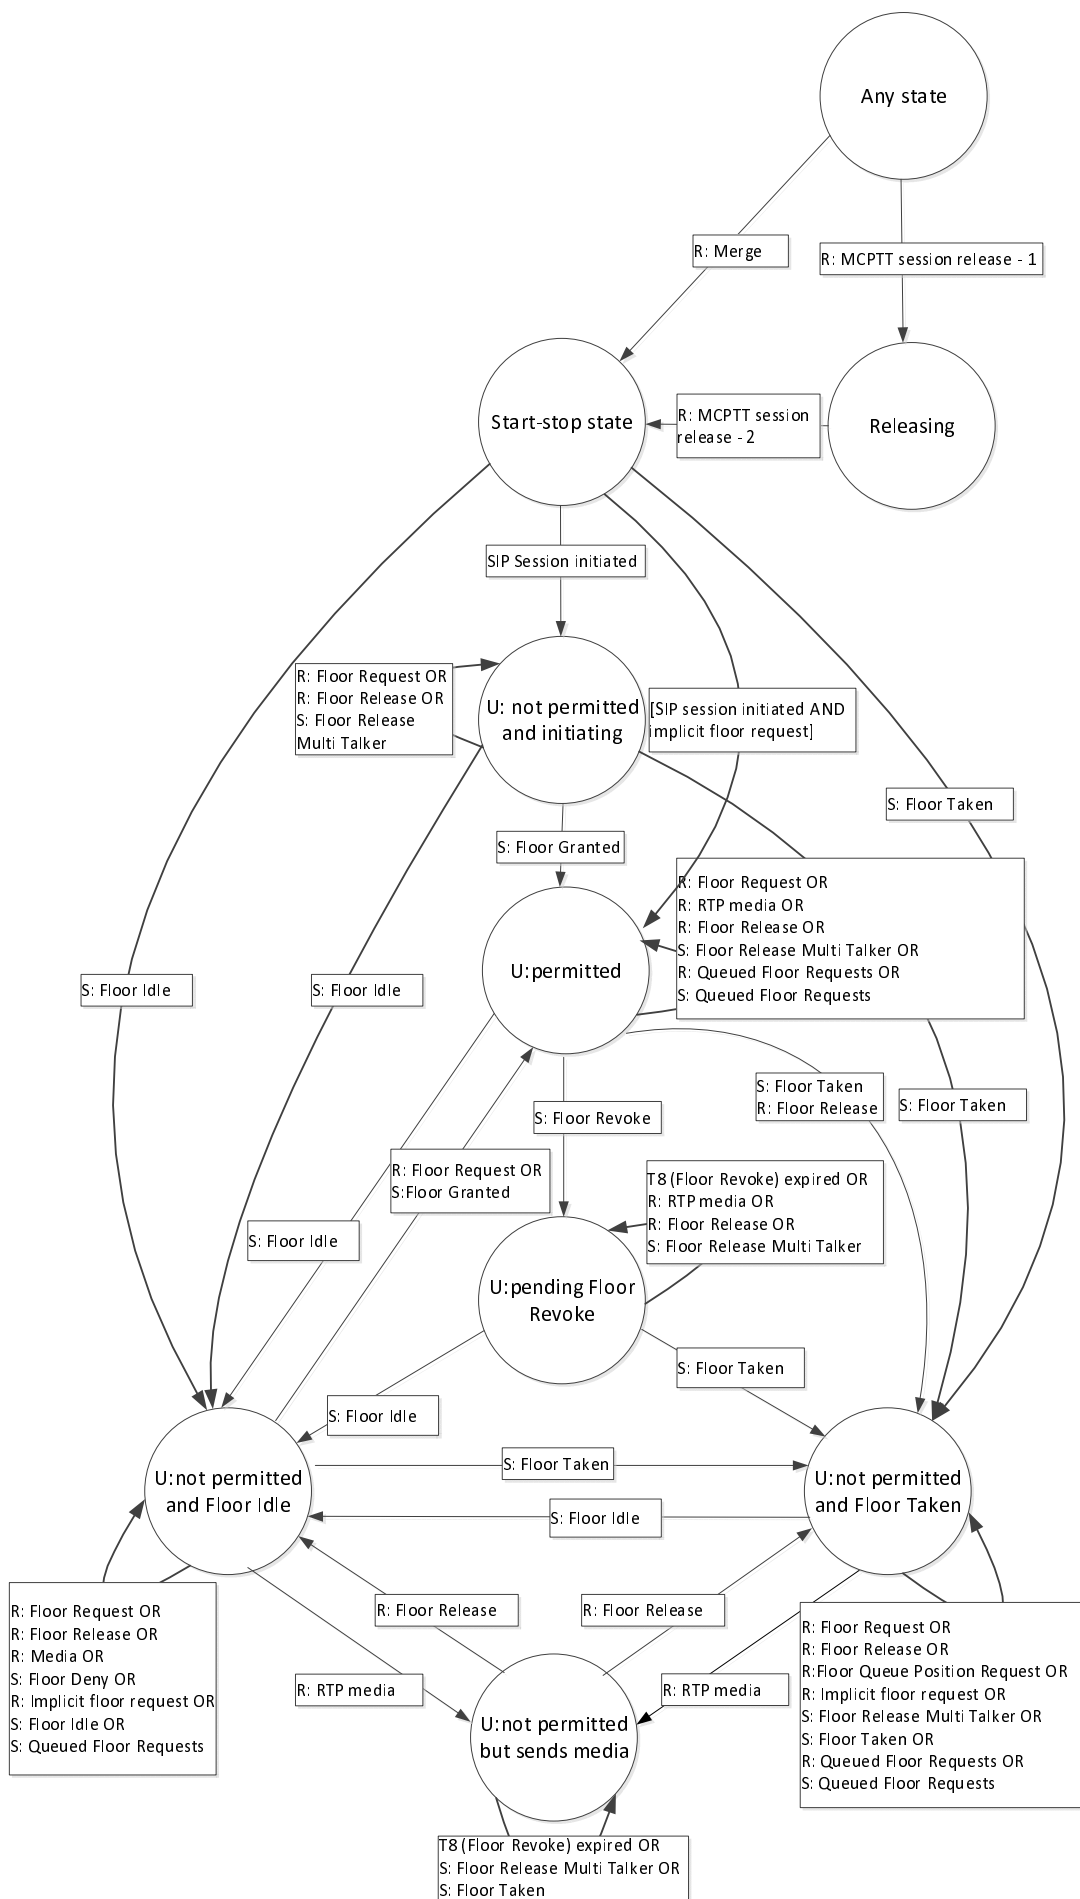 Any state
R: Merge
R: MCPTT session release - 1
Start-stop state
R: MCPTT session
release - 2
Releasing
SIP Session initiated
R: Floor Request OR
R: Floor Release OR
S: Floor Release
Multi Talker
U: not permitted
and initiating
[SIP session initiated AND
implicit floor request]
S: Floor Taken
S: Floor Granted
R: Floor Request OR
R: RTP media OR
R: Floor Release OR
S: Floor Release Multi Talker OR
R: Queued Floor Requests OR
S: Queued Floor Requests
U:permitted
S: Floor Idle
S: Floor Idle
S: Floor Taken
R: Floor Release
S: Floor Taken
S: Floor Revoke
R: Floor Request OR
S:Floor Granted
T8 (Floor Revoke) expired OR
R: RTP media OR
R: Floor Release OR
S: Floor Release Multi Talker
S: Floor Idle
U:pending Floor
Revoke
S: Floor Taken
S: Floor Idle
S: Floor Taken
U:not permitted
and Floor Idle
U:not permitted
and Floor Taken
S: Floor Idle
R: Floor Release
R: Floor Release
R: Floor Request OR
R: Floor Release OR
R: Media OR
S: Floor Deny OR
R: Implicit floor request OR
S: Floor Idle OR
S: Queued Floor Requests
R: RTP media
R: RTP media
R: Floor Request OR
R: Floor Release OR
R:Floor Queue Position Request OR
R: Implicit floor request OR
S: Floor Release Multi Talker OR
S: Floor Taken OR
R: Queued Floor Requests OR
S: Queued Floor Requests
U:not permitted
but sends media
T8 (Floor Revoke) expired OR
S: Floor Release Multi Talker OR
S: Floor Taken